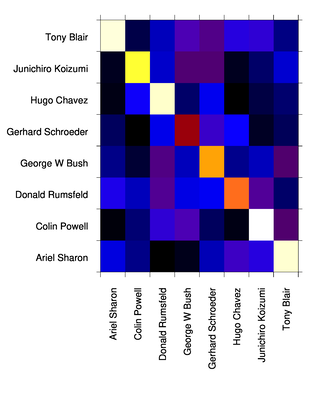 Tony Blair
Junichiro Koizumi
Hugo Chavez
Gerhard Schroeder
George W Bush
Donald Rumsfeld
Colin Powell
Ariel Sharon
Ariel Sharon
Colin Powell
Donald Rumsfeld
George W Bush
Gerhard Schroeder
Hugo Chavez
Junichiro Koizumi
Tony Blair